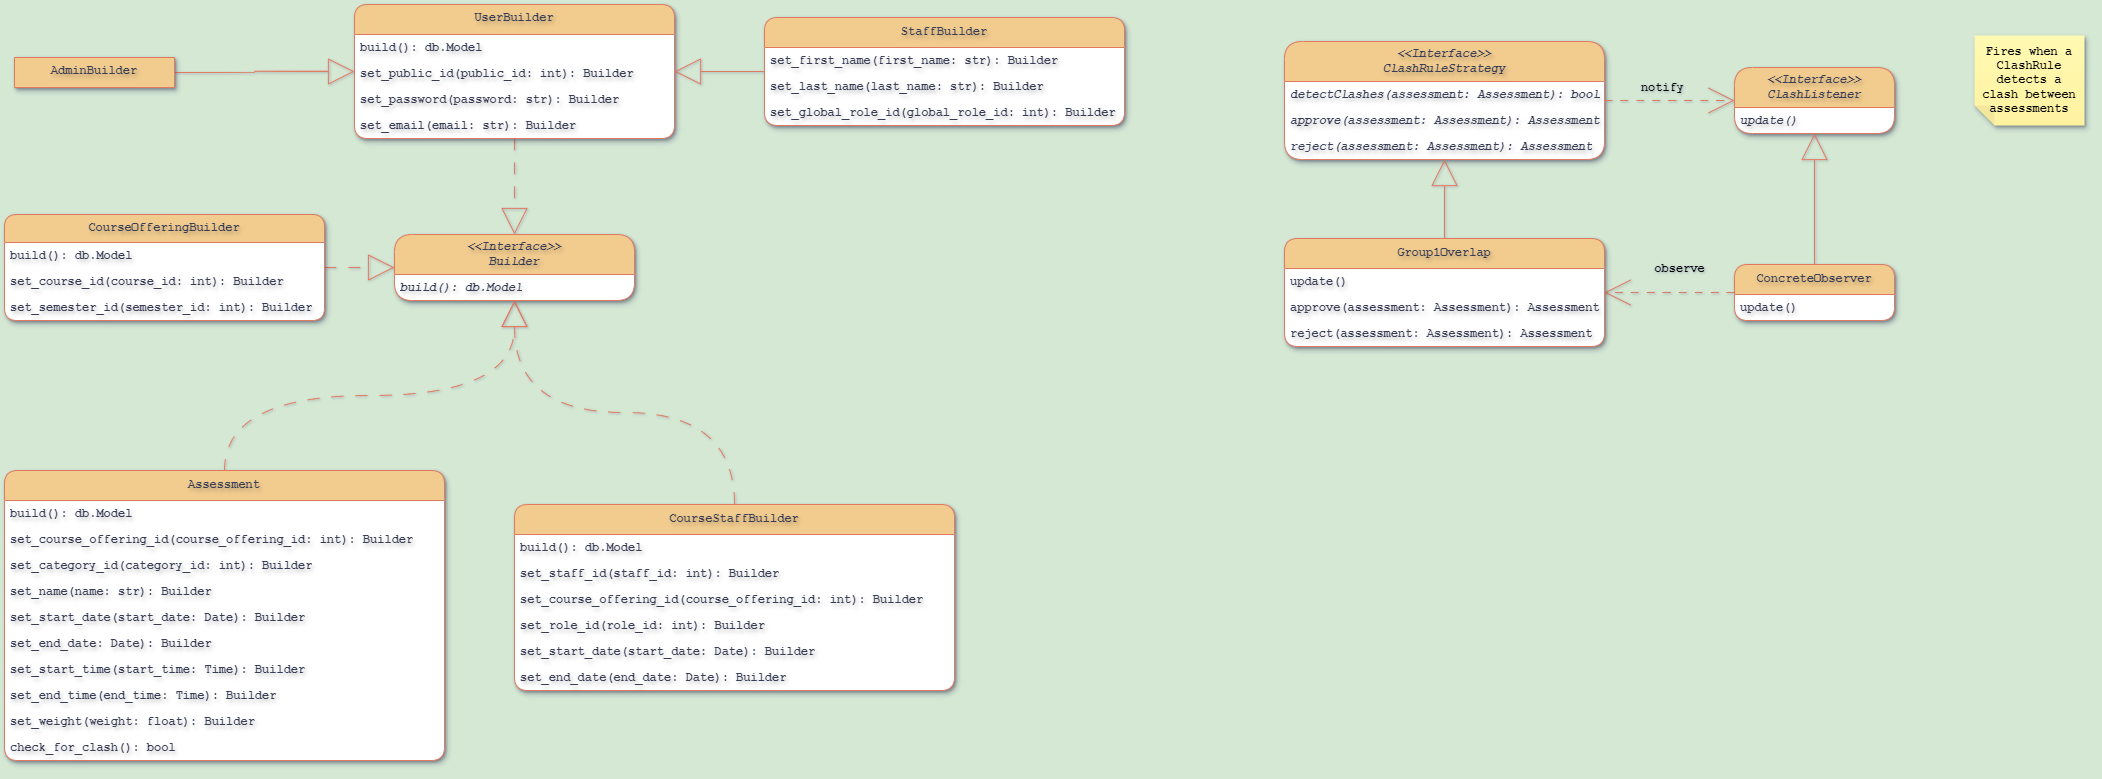 AdminBuilder
UserBuilder
build(): db.Model
set_public_id(public_id: int): Builder
set_password(password: str): Builder
set_email(email: str): Builder
StaffBuilder
set_first_name(first_name: str): Builder
set_last_name(last_name: str): Builder
set_global_role_id(global_role_id: int): Builder
CourseOfferingBuilder
build(): db.Model
set_course_id(course_id: int): Builder
set_semester_id(semester_id: int): Builder
<<Interface>>
Builder
build(): db.Model
Assessment
build(): db.Model
set_course_offering_id(course_offering_id: int): Builder
set_category_id(category_id: int): Builder
set_name(name: str): Builder
set_start_date(start_date: Date): Builder
set_end_date: Date): Builder
set_start_time(start_time: Time): Builder
set_end_time(end_time: Time): Builder
set_weight(weight: float): Builder
check_for_clash(): bool
CourseStaffBuilder
build(): db.Model
set_staff_id(staff_id: int): Builder
set_course_offering_id(course_offering_id: int): Builder
set_role_id(role_id: int): Builder
set_start_date(start_date: Date): Builder
set_end_date(end_date: Date): Builder
<<Interface>>
ClashRuleStrategy
detectClashes(assessment: Assessment): bool
approve(assessment: Assessment): Assessment
reject(assessment: Assessment): Assessment
notify
<<Interface>>
ClashListener
update()
Fires when a
ClashRule
detects a
clash between
assessments
Group1Overlap
update()
approve(assessment: Assessment): Assessment
reject(assessment: Assessment): Assessment
observe
ConcreteObserver
update()